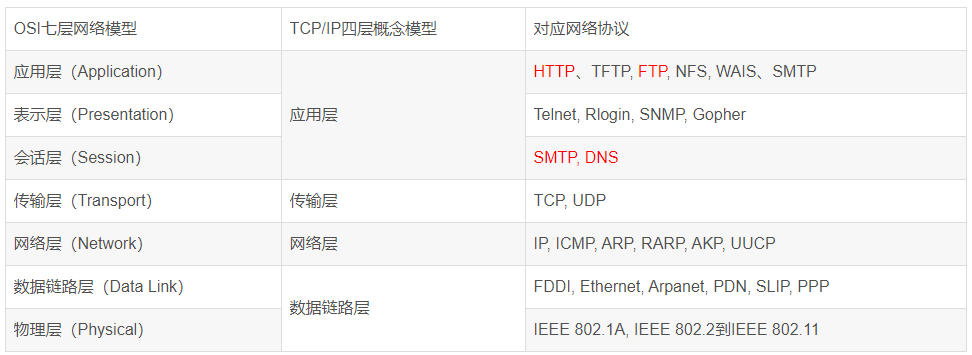 OSI七层网络模型 TCP/IP四层概念模型 对应网络协议
应用层（Application） 应用层 HTTP、TFTP, FTP, NFS, WAIS、SMTP
表示层（Presentation） Telnet, Rlogin, SNMP, Gopher
会话层（Session） SMTP, DNS
传输层（Transport） 传输层 TCP, UDP
网络层（Network） 网络层 IP, ICMP, ARP, RARP, AKP, UUCP
数据链路层（Data Link） 数据链路层 FDDI, Ethernet, Arpanet, PDN, SLIP, PPP
物理层（Physical） IEEE 802.1A, IEEE 802.2到IEEE 802.11